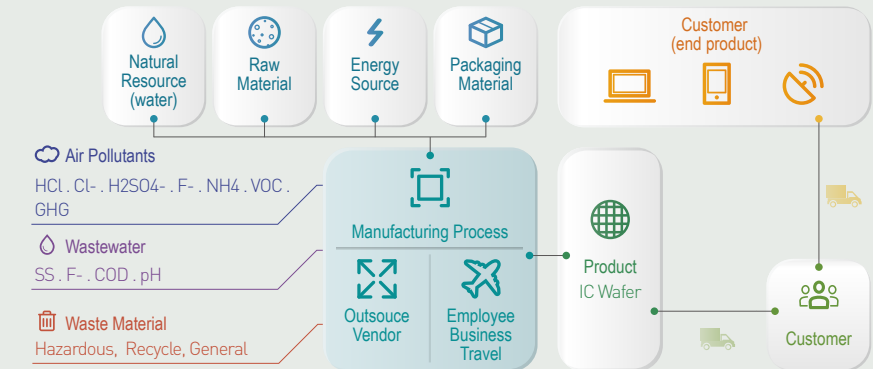 Natural
Resource
(water)
Raw
Material
Energy
Source
Packaging
Material
Customer
(end product)
Air Pollutants
HCl . Cl- . H2SO4- . F- . NH4 . VOC .
GHG
Wastewater
SS . F- . COD . pH
Waste Material
Hazardous, Recycle, General
Manufacturing Process
Outsouce
Vendor
Employee
Business
Travel
Product
IC Wafer
Customer